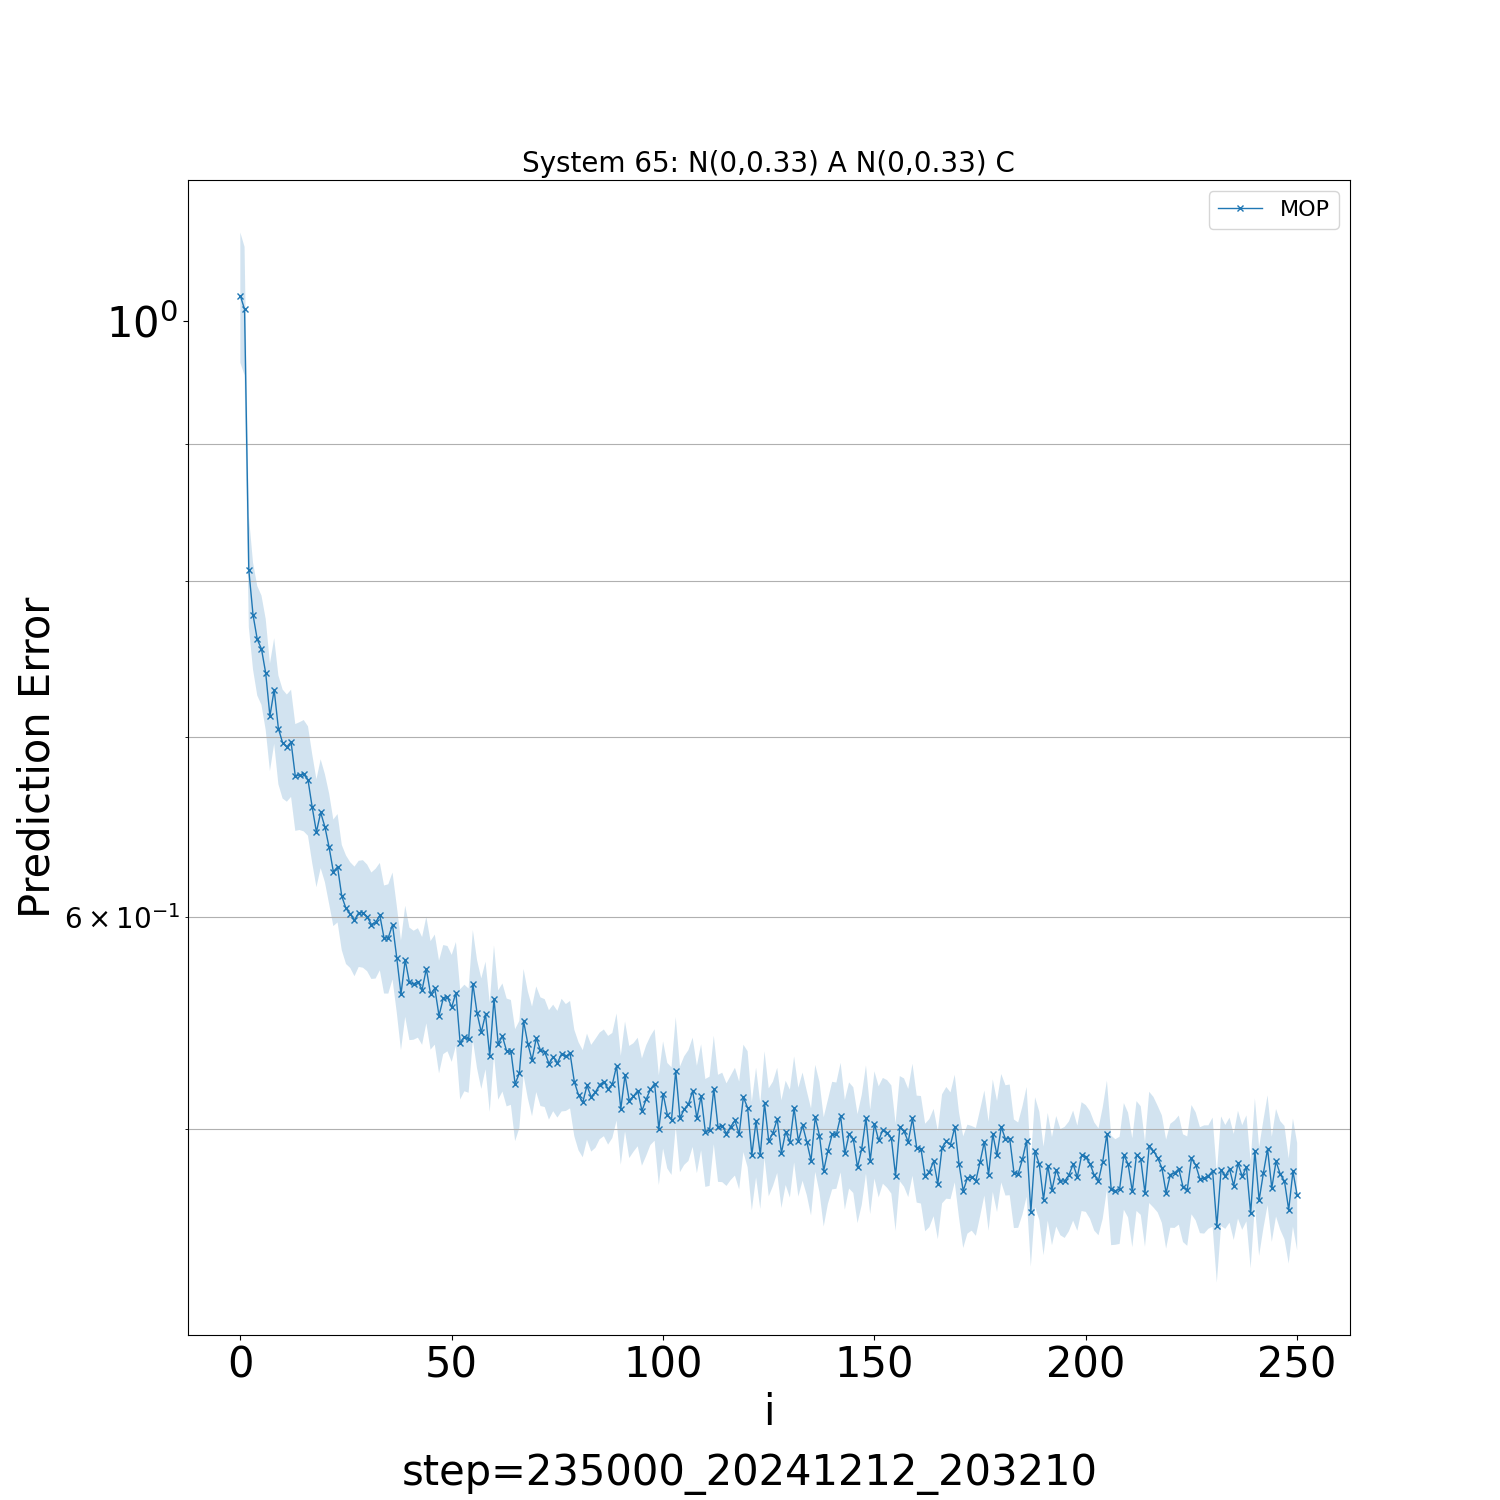 System 65: N(0,0.33) A N(0,0.33) C
MOP
10⁰
6 × 10⁻¹
Prediction Error
0 50 100 150 200 250
i
step=235000_20241212_203210